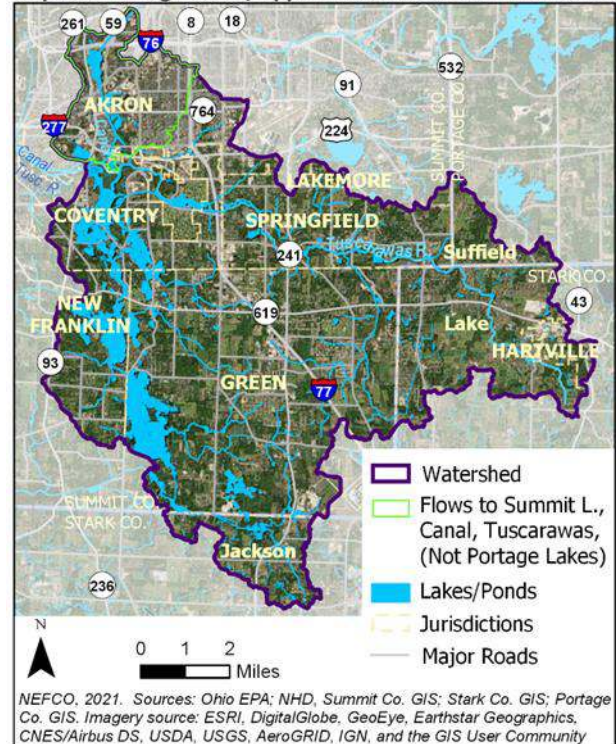 261
59
76
8
18
532
91
AKRON
764
277
224
SUMMIT CO.
PORTAGE CO.
Canal
Tusc. R.
LAKEMORE
COVENTRY
SPRINGFIELD
Tuscarawas R.
Suffield
241
STARK CO.
43
NEW
FRANKLIN
619
Lake
HARTVILLE
93
GREEN
77
SUMMIT CO.
STARK CO.
Jackson
236
Watershed
Flows to Summit L.,
Canal, Tuscarawas,
(Not Portage Lakes)
Lakes/Ponds
Jurisdictions
Major Roads
N
0 1 2
Miles
NEFCO, 2021. Sources: Ohio EPA; NHD, Summit Co. GIS; Stark Co. GIS; Portage
Co. GIS. Imagery source: ESRI, DigitalGlobe, GeoEye, Earthstar Geographics,
CNES/Airbus DS, USDA, USGS, AeroGRID, IGN, and the GIS User Community